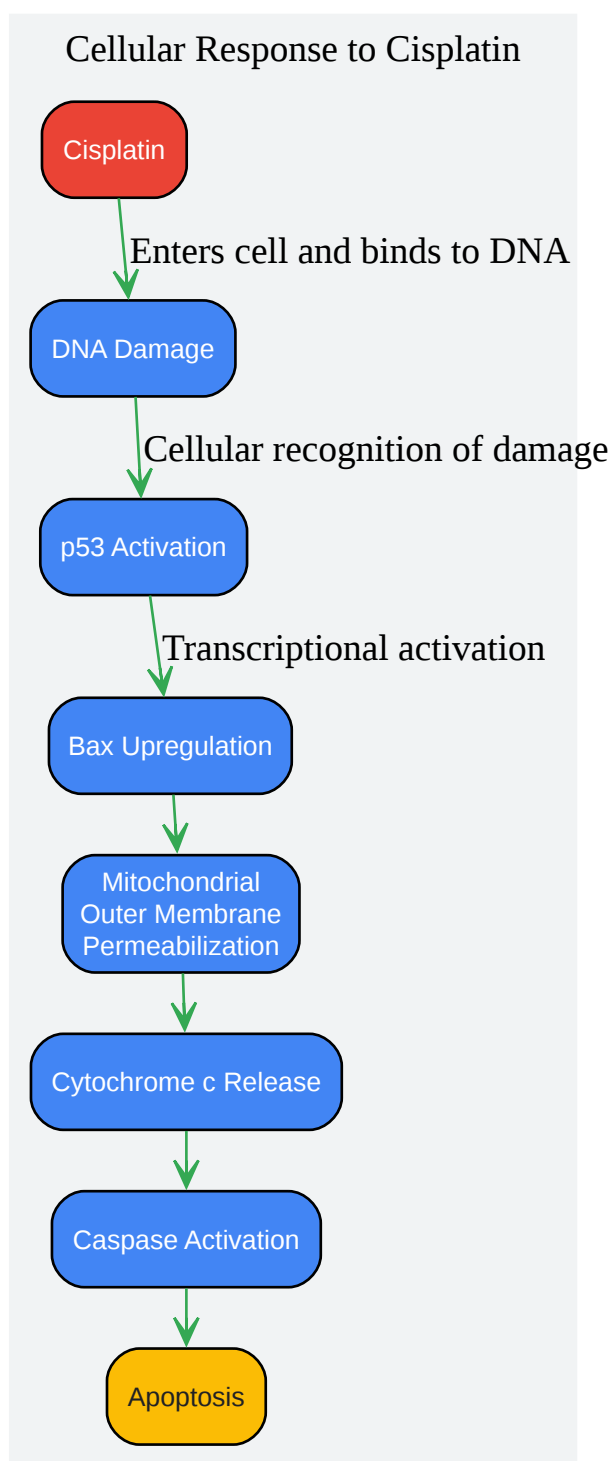 Cellular Response to Cisplatin
Cisplatin
Enters cell and binds to DNA
DNA Damage
Cellular recognition of damage
p53 Activation
Transcriptional activation
Bax Upregulation
Mitochondrial
Outer Membrane
Permeabilization
Cytochrome c Release
Caspase Activation
Apoptosis